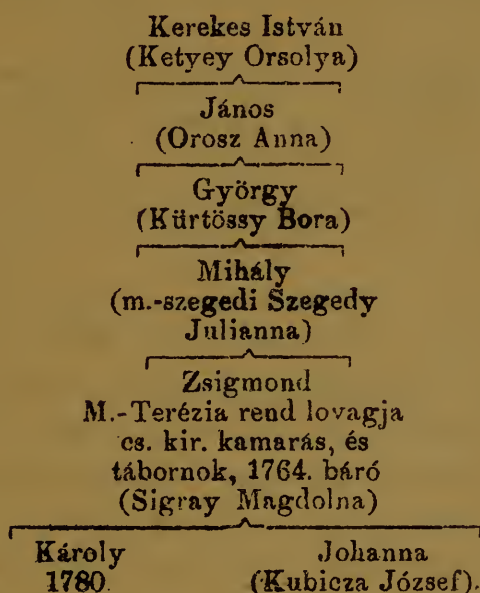 Kerekes István
(Ketyey Orsolya)
János
(Orosz Anna)
György
(Kürtössy Bora)
Mihály
(m.-szegedi Szegedy
Julianna)
Zsigmond
M.-Terézia rend lovagja
cs. kir. kamarás, és
tábornok, 1764. báró
(Sigray Magdolna)
Károly Johanna
1780. (Kubicza József).